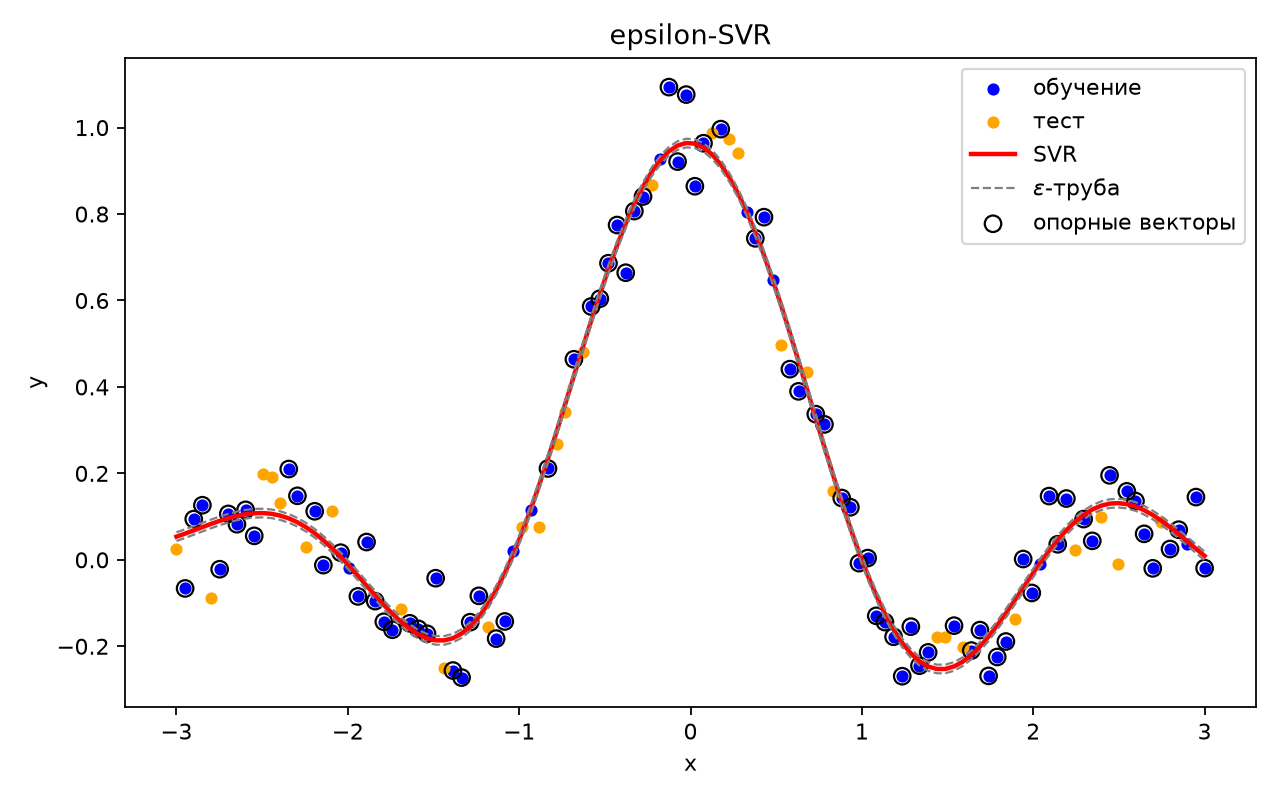 epsilon-SVR
обучение
тест
SVR
ε-труба
опорные векторы
1.0
0.8
0.6
0.4
0.2
0.0
−0.2
y
−3 −2 −1 0 1 2 3
x